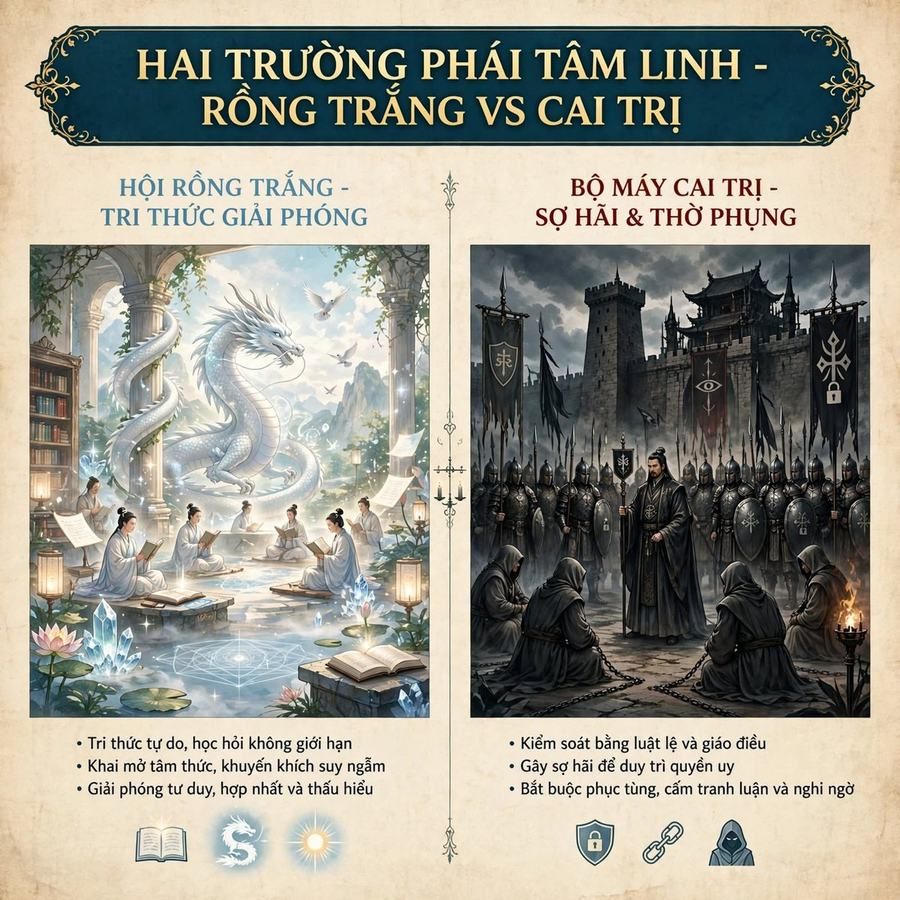 HAI TRƯỜNG PHÁI TÂM LINH -
RỒNG TRẮNG VS CAI TRỊ
HỘI RỒNG TRẮNG -
TRI THỨC GIẢI PHÓNG
• Tri thức tự do, học hỏi không giới hạn
• Khai mở tâm thức, khuyến khích suy ngẫm
• Giải phóng tư duy, hợp nhất và thấu hiểu
BỘ MÁY CAI TRỊ -
SỢ HÃI & THỜ PHỤNG
• Kiểm soát bằng luật lệ và giáo điều
• Gây sợ hãi để duy trì quyền uy
• Bắt buộc phục tùng, cấm tranh luận và nghi ngờ